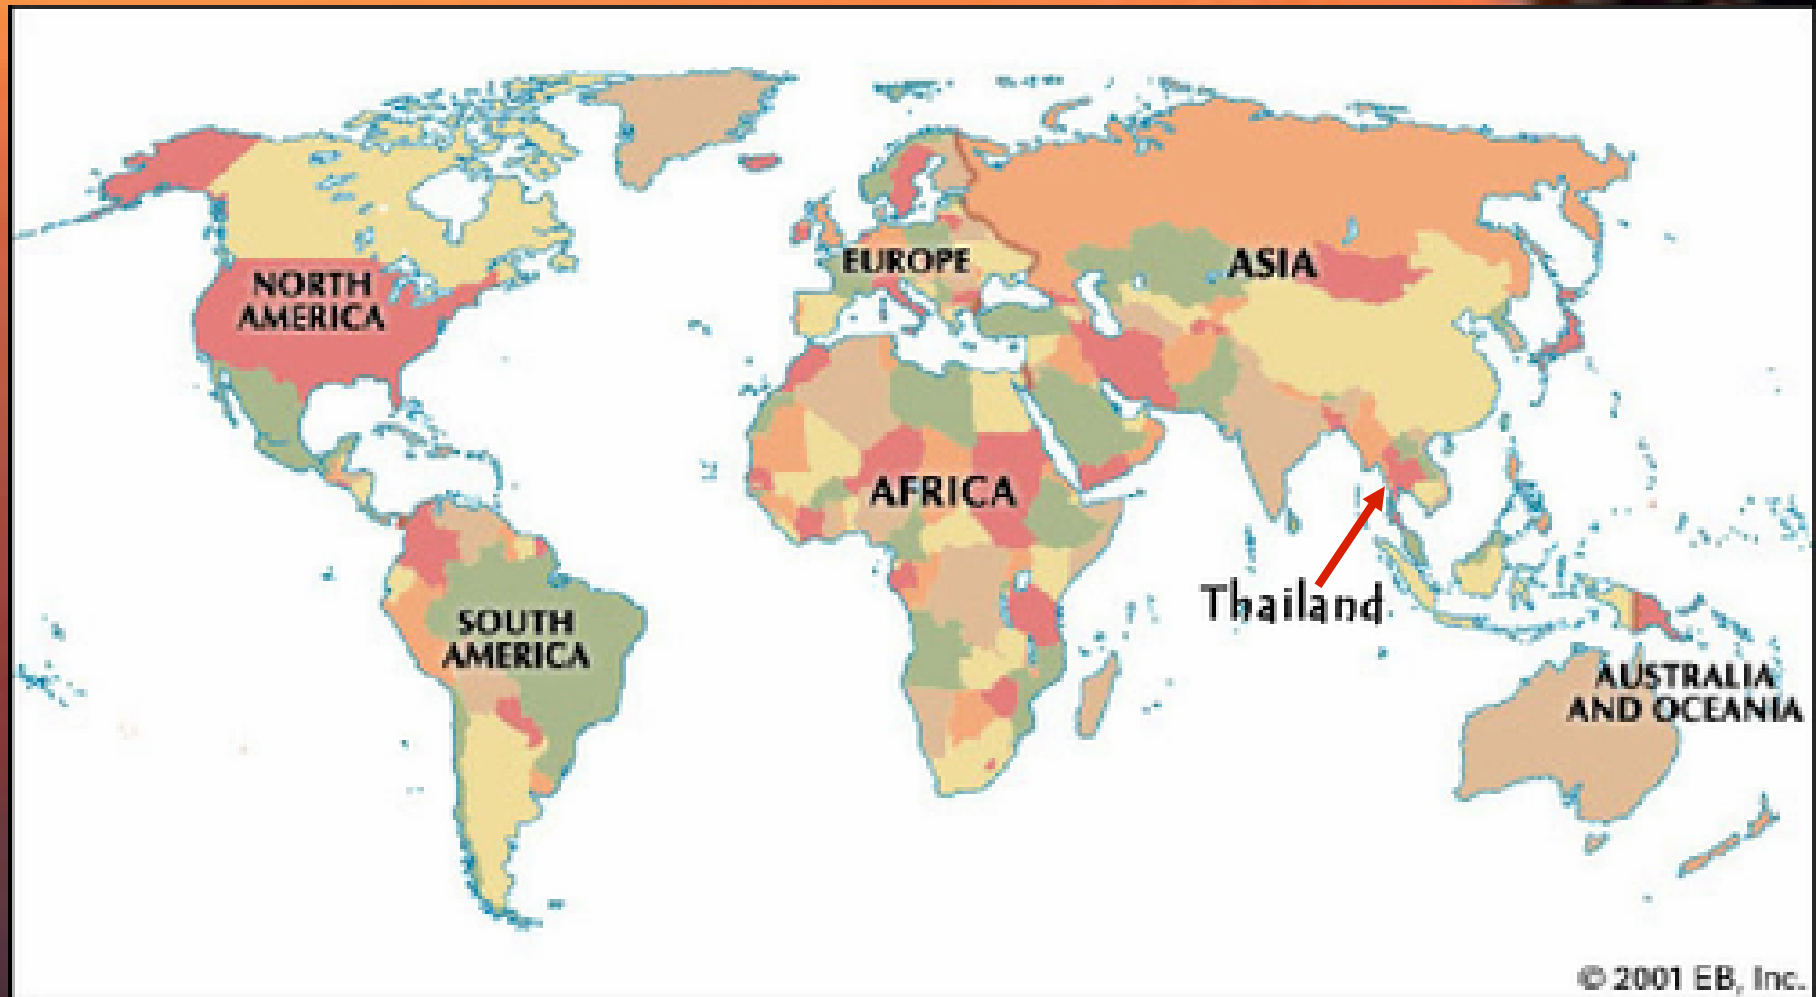 NORTH
AMERICA
EUROPE
ASIA
AFRICA
Thailand
SOUTH
AMERICA
AUSTRALIA
AND OCEANIA
© 2001 EB, Inc.